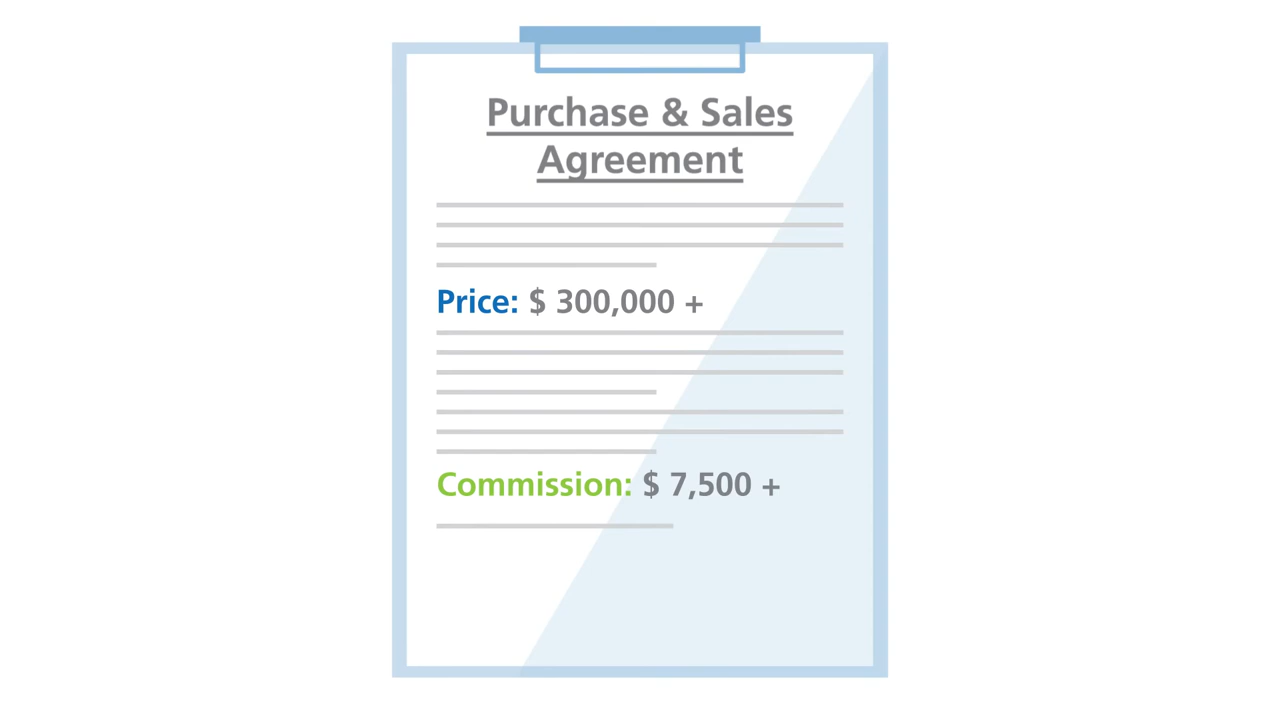 Purchase & Sales
Agreement
Price: $ 300,000 +
Commission: $ 7,500 +